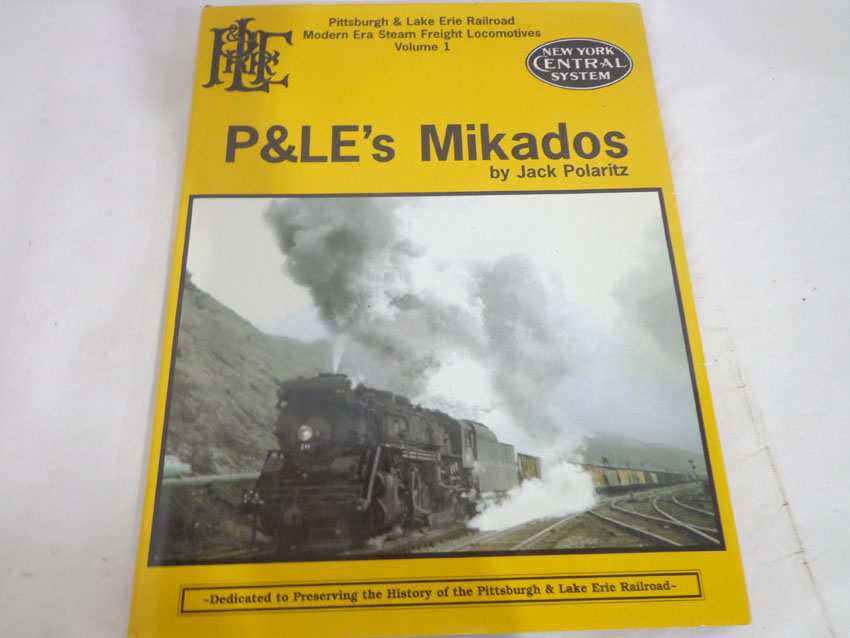 P&LE RR
Pittsburgh & Lake Erie Railroad
Modern Era Steam Freight Locomotives
Volume 1
NEW YORK
CENTRAL
SYSTEM
P&LE's Mikados
by Jack Polaritz
~Dedicated to Preserving the History of the Pittsburgh & Lake Erie Railroad~